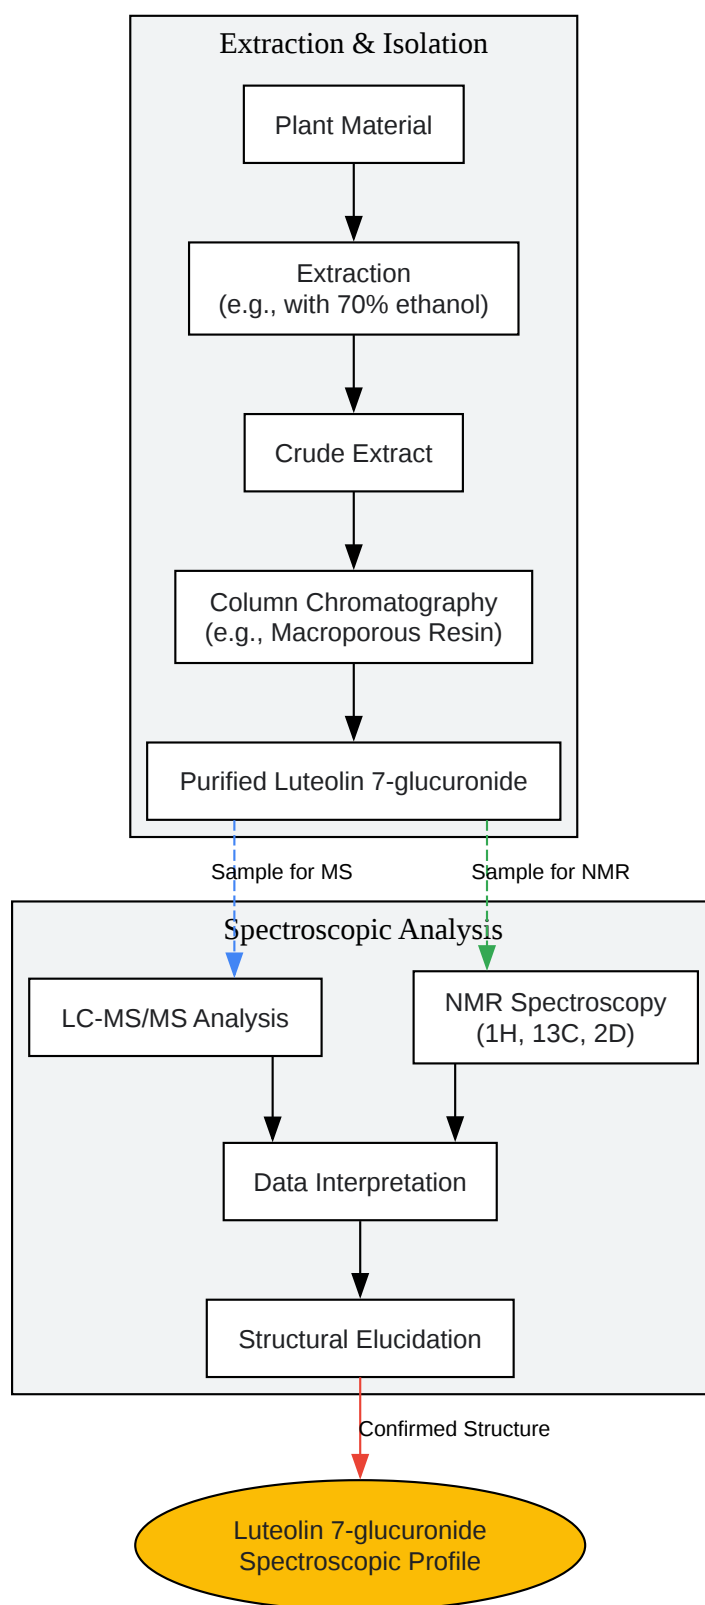 Extraction & Isolation
Plant Material
Extraction
(e.g., with 70% ethanol)
Crude Extract
Column Chromatography
(e.g., Macroporous Resin)
Purified Luteolin 7-glucuronide
Sample for MS
Sample for NMR
Spectroscopic Analysis
LC-MS/MS Analysis
NMR Spectroscopy
(1H, 13C, 2D)
Data Interpretation
Structural Elucidation
Confirmed Structure
Luteolin 7-glucuronide
Spectroscopic Profile